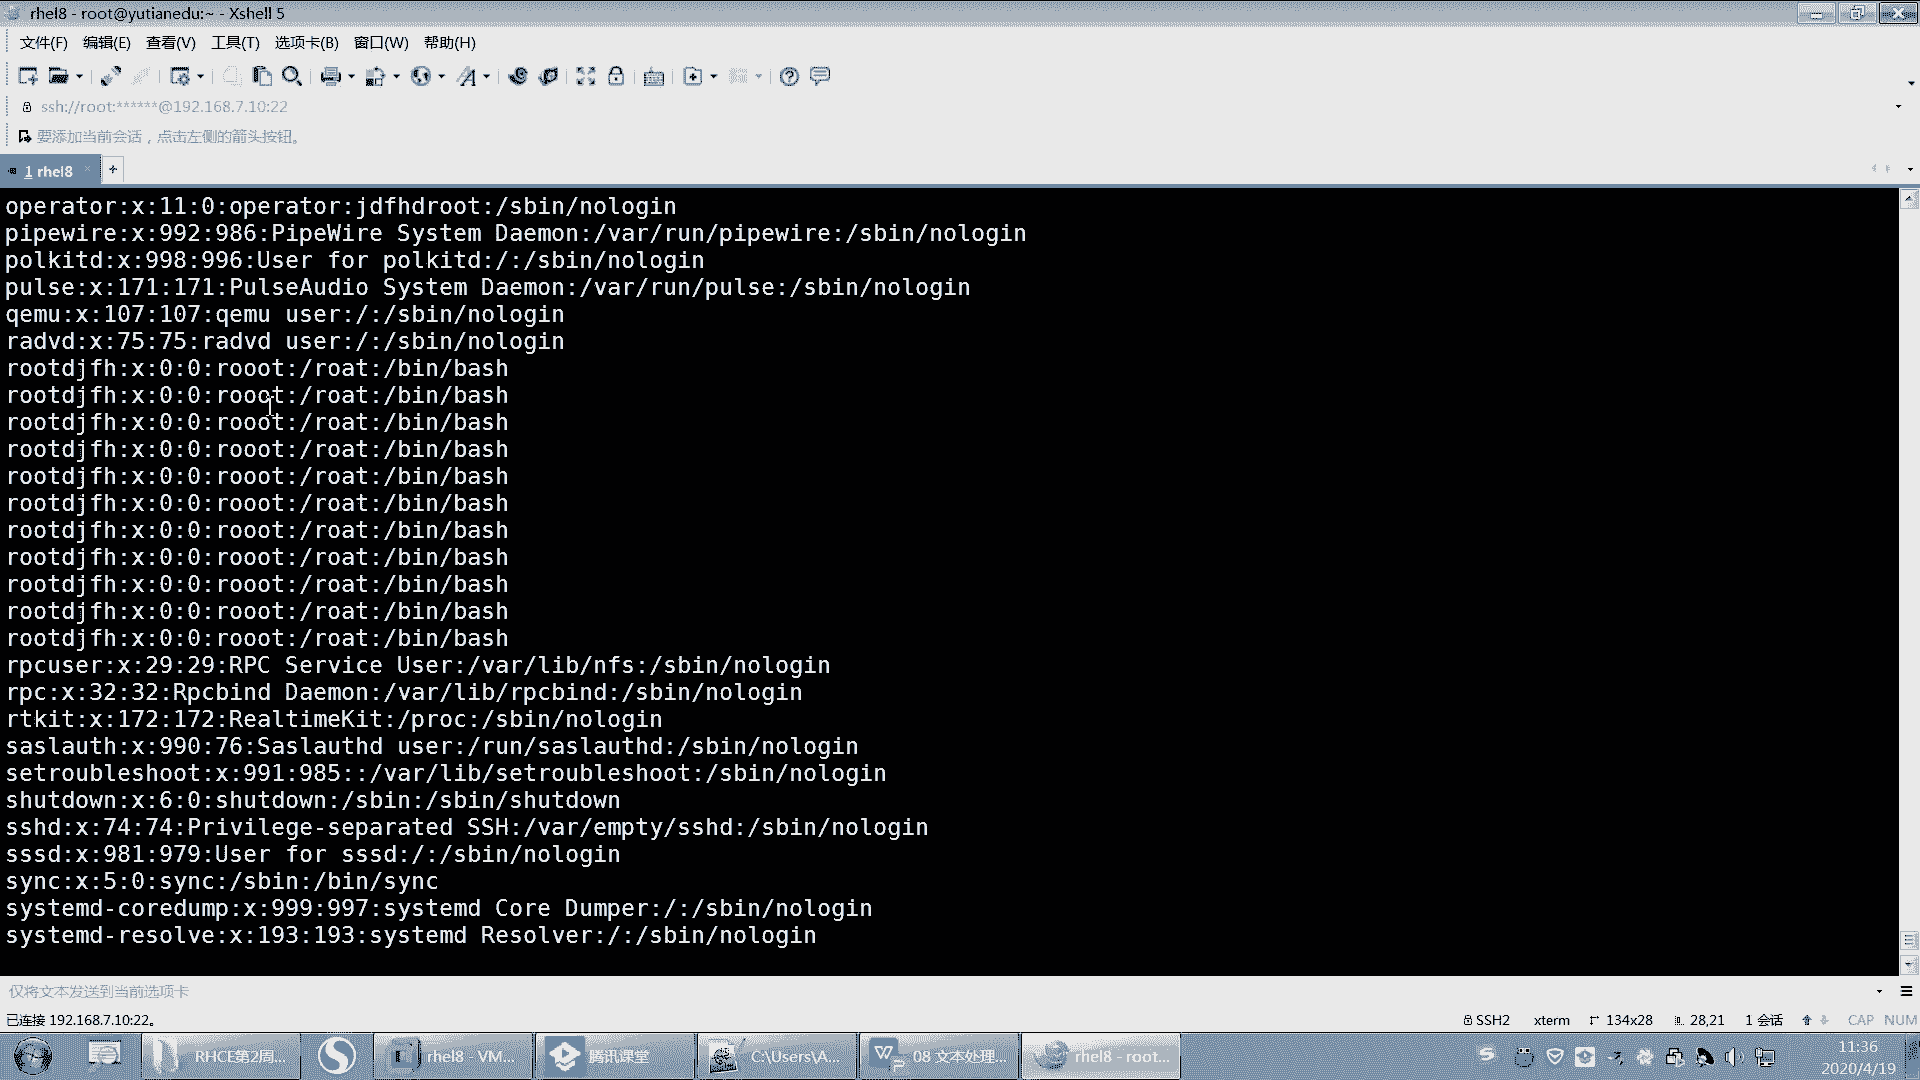 rhel8 - root@yutianedu:~ - Xshell 5
文件(F) 编辑(E) 查看(V) 工具(T) 选项卡(B) 窗口(W) 帮助(H)
ssh://root:******@192.168.7.10:22
要添加当前会话，点击左侧的箭头按钮。
1 rhel8
operator:x:11:0:operator:jdfhdroot:/sbin/nologin
pipewire:x:992:986:PipeWire System Daemon:/var/run/pipewire:/sbin/nologin
polkitd:x:998:996:User for polkitd:/:/sbin/nologin
pulse:x:171:171:PulseAudio System Daemon:/var/run/pulse:/sbin/nologin
qemu:x:107:107:qemu user:/:/sbin/nologin
radvd:x:75:75:radvd user:/:/sbin/nologin
rootdjfh:x:0:0:rooot:/roat:/bin/bash
rootdjfh:x:0:0:rooot:/roat:/bin/bash
rootdjfh:x:0:0:rooot:/roat:/bin/bash
rootdjfh:x:0:0:rooot:/roat:/bin/bash
rootdjfh:x:0:0:rooot:/roat:/bin/bash
rootdjfh:x:0:0:rooot:/roat:/bin/bash
rootdjfh:x:0:0:rooot:/roat:/bin/bash
rootdjfh:x:0:0:rooot:/roat:/bin/bash
rootdjfh:x:0:0:rooot:/roat:/bin/bash
rootdjfh:x:0:0:rooot:/roat:/bin/bash
rootdjfh:x:0:0:rooot:/roat:/bin/bash
rpcuser:x:29:29:RPC Service User:/var/lib/nfs:/sbin/nologin
rpc:x:32:32:Rpcbind Daemon:/var/lib/rpcbind:/sbin/nologin
rtkit:x:172:172:RealtimeKit:/proc:/sbin/nologin
saslauth:x:990:76:Saslauthd user:/run/saslauthd:/sbin/nologin
setroubleshoot:x:991:985::/var/lib/setroubleshoot:/sbin/nologin
shutdown:x:6:0:shutdown:/sbin:/sbin/shutdown
sshd:x:74:74:Privilege-separated SSH:/var/empty/sshd:/sbin/nologin
sssd:x:981:979:User for sssd:/:/sbin/nologin
sync:x:5:0:sync:/sbin:/bin/sync
systemd-coredump:x:999:997:systemd Core Dumper:/:/sbin/nologin
systemd-resolve:x:193:193:systemd Resolver:/:/sbin/nologin
仅将文本发送到当前选项卡
已连接 192.168.7.10:22。 SSH2 xterm 134x28 28,21 1 会话 CAP NUM
RHCE第2周... rhel8 - VM... 腾讯课堂 C:\Users\A... 08 文本处理... rhel8 - root... 11:36
2020/4/19